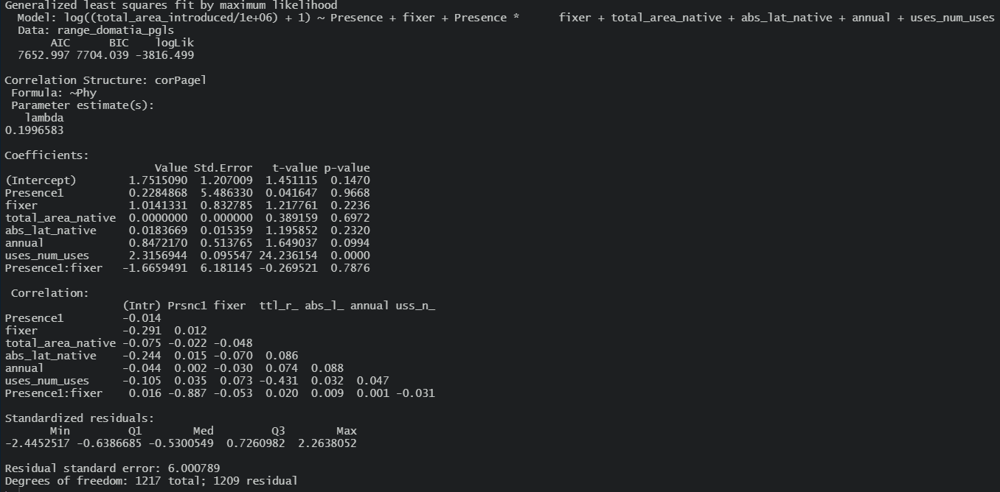 Generalized least squares fit by maximum likelihood
  Model: log((total_area_introduced/1e+06) + 1) ~ Presence + fixer + Presence *      fixer + total_area_native + abs_lat_native + annual + uses_num_uses
  Data: range_domatia_pgls
       AIC      BIC    logLik
  7652.997 7704.039 -3816.499

Correlation Structure: corPagel
 Formula: ~Phy
 Parameter estimate(s):
   lambda
0.1996583

Coefficients:
                       Value Std.Error   t-value p-value
(Intercept)        1.7515090  1.207009  1.451115  0.1470
Presence1          0.2284868  5.486330  0.041647  0.9668
fixer              1.0141331  0.832785  1.217761  0.2236
total_area_native  0.0000000  0.000000  0.389159  0.6972
abs_lat_native     0.0183669  0.015359  1.195852  0.2320
annual             0.8472170  0.513765  1.649037  0.0994
uses_num_uses      2.3156944  0.095547 24.236154  0.0000
Presence1:fixer   -1.6659491  6.181145 -0.269521  0.7876

 Correlation:
                  (Intr) Prsnc1 fixer  ttl_r_ abs_l_ annual uss_n_
Presence1         -0.014
fixer             -0.291  0.012
total_area_native -0.075 -0.022 -0.048
abs_lat_native    -0.244  0.015 -0.070  0.086
annual            -0.044  0.002 -0.030  0.074  0.088
uses_num_uses     -0.105  0.035  0.073 -0.431  0.032  0.047
Presence1:fixer    0.016 -0.887 -0.053  0.020  0.009  0.001 -0.031

Standardized residuals:
       Min         Q1        Med         Q3        Max
-2.4452517 -0.6386685 -0.5300549  0.7260982  2.2638052

Residual standard error: 6.000789
Degrees of freedom: 1217 total; 1209 residual